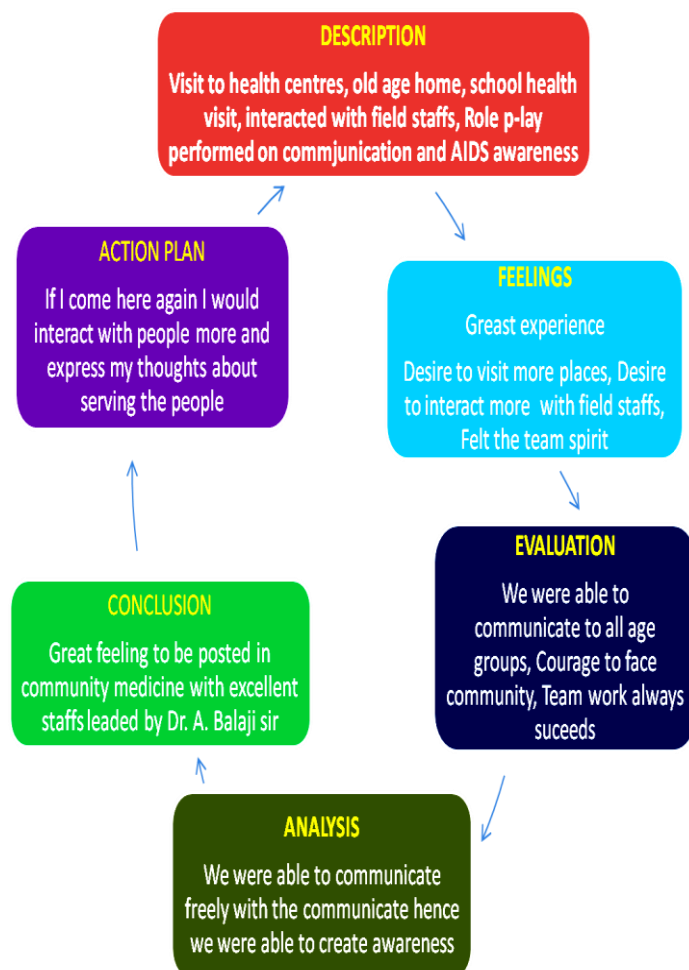 DESCRIPTION
Visit to health centres, old age home, school health
visit, interacted with field staffs, Role p-lay
performed on commjunication and AIDS awareness
FEELINGS
Greast experience
Desire to visit more places, Desire
to interact more with field staffs,
Felt the team spirit
EVALUATION
We were able to
communicate to all age
groups, Courage to face
community, Team work always
suceeds
ANALYSIS
We were able to communicate
freely with the communicate hence
we were able to create awareness
CONCLUSION
Great feeling to be posted in
community medicine with excellent
staffs leaded by Dr. A. Balaji sir
ACTION PLAN
If I come here again I would
interact with people more and
express my thoughts about
serving the people